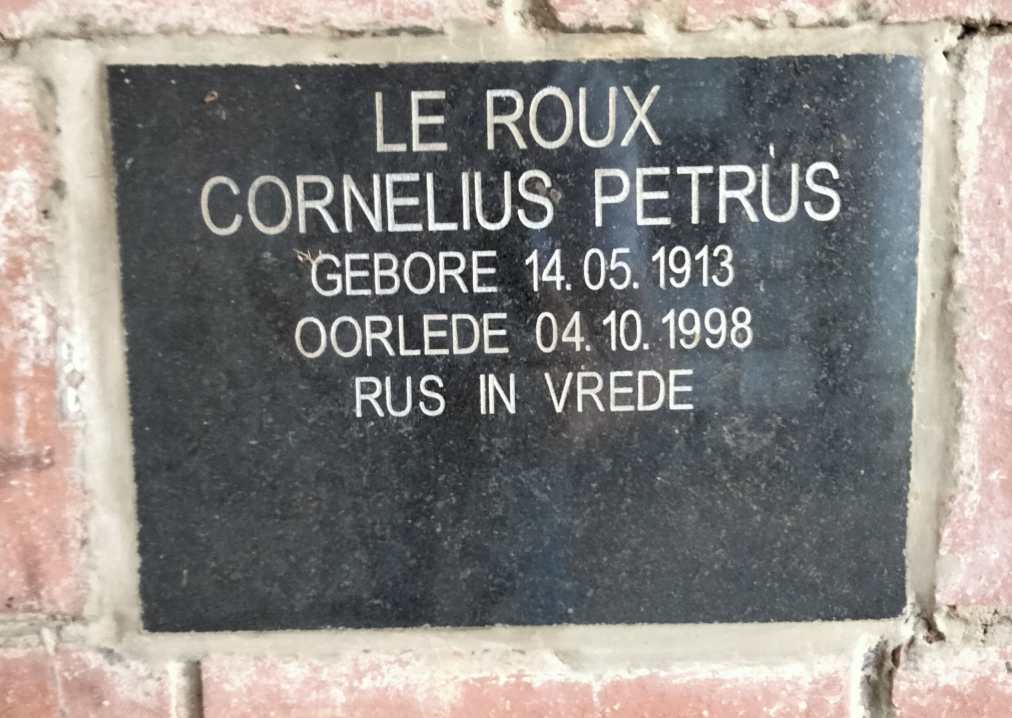 LE ROUX
CORNELIUS PETRUS
GEBORE 14.05.1913
OORLEDE 04.10.1998
RUS IN VREDE